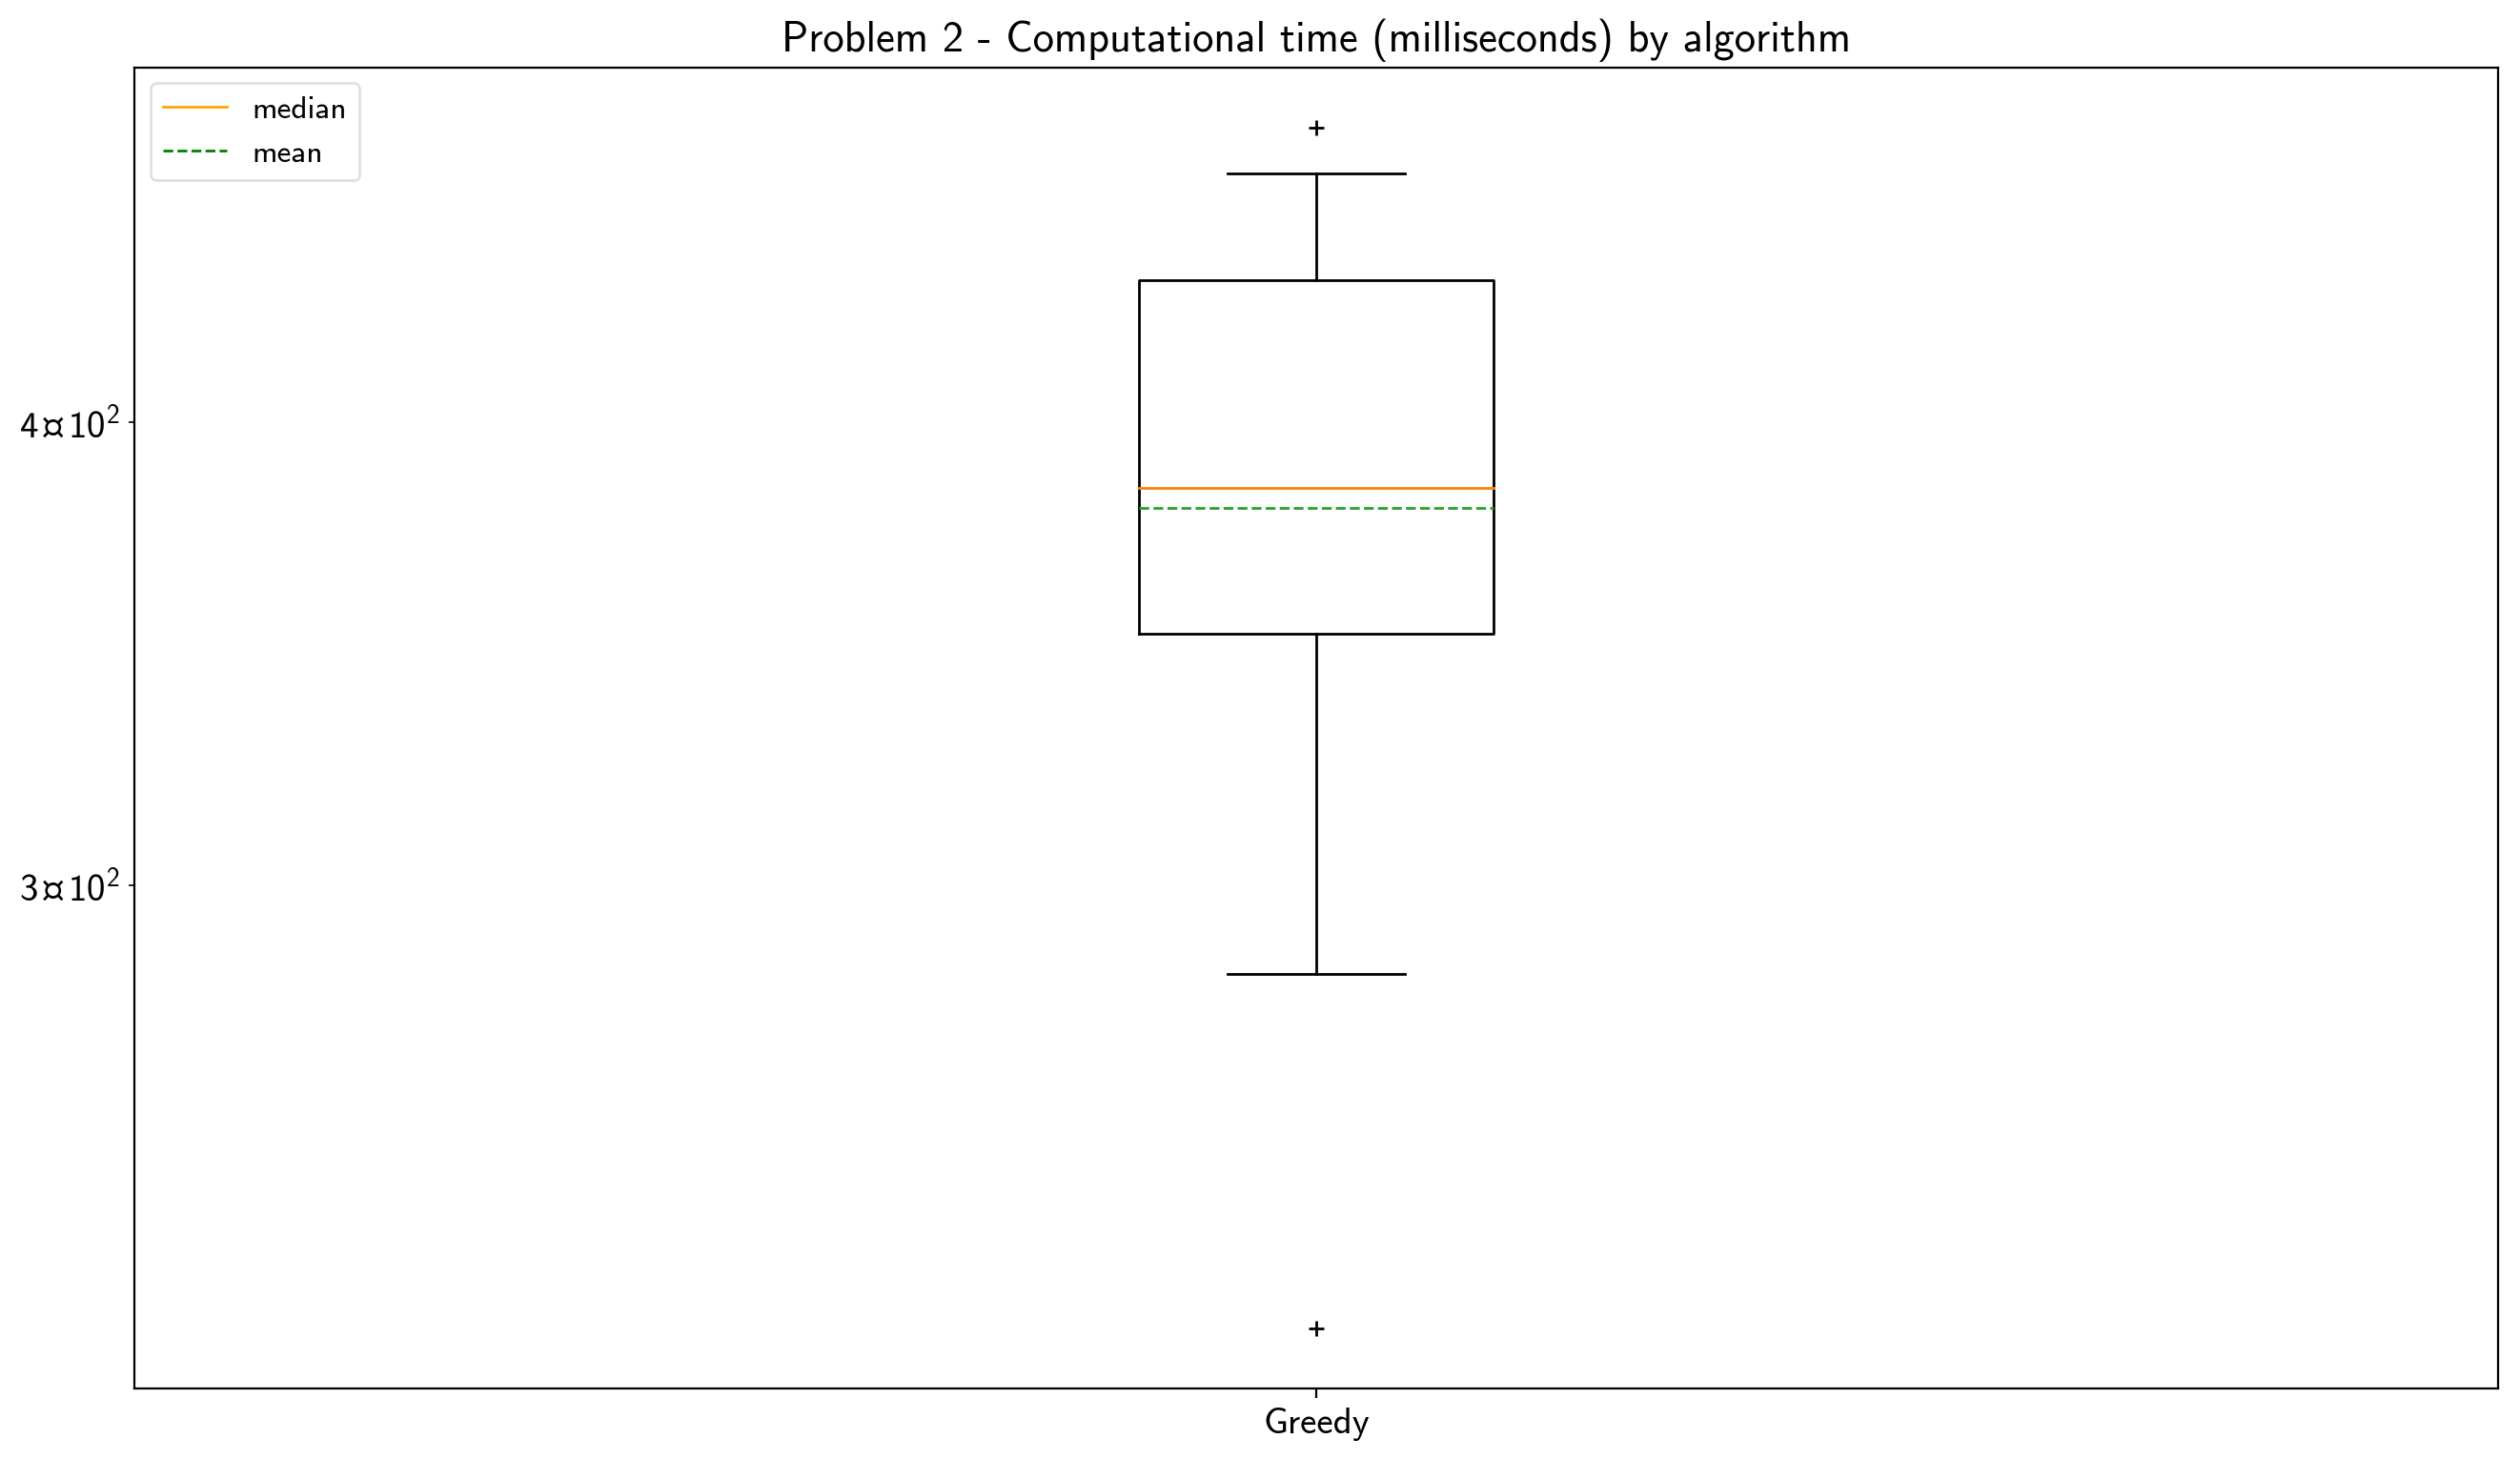 Problem 2 - Computational time (milliseconds) by algorithm
median
mean
4¤10²
3¤10²
Greedy